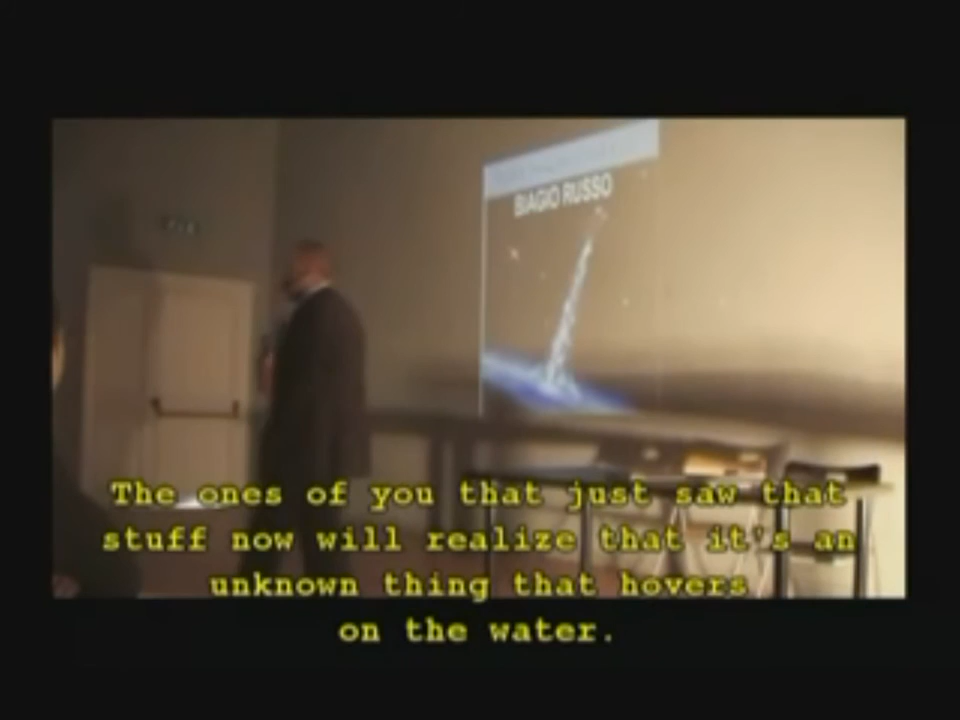 BIAGIO RUSSO
The ones of you that just saw that
stuff now will realize that it's an
unknown thing that hovers
on the water.